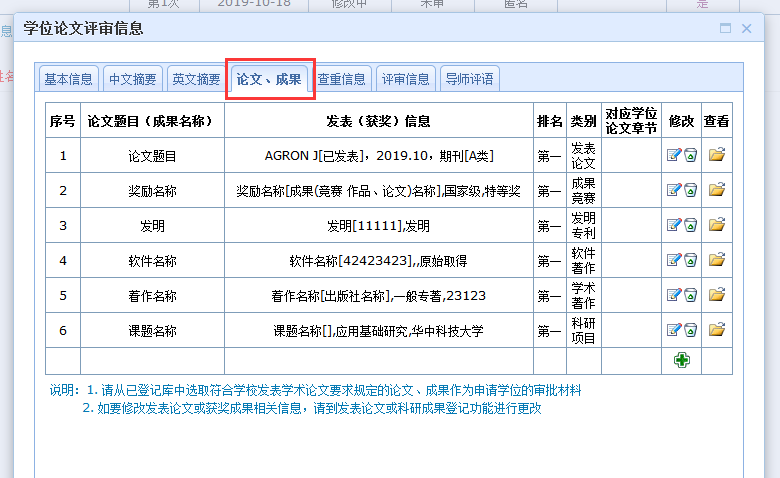 第1次 2019-10-18 修改中 未审 匿名 是
学位论文评审信息
息
姓名
基本信息 中文摘要 英文摘要 论文、成果 查重信息 评审信息 导师评语
序号 论文题目（成果名称） 发表（获奖）信息 排名 类别 对应学位论文章节 修改 查看
1 论文题目 AGRON J[已发表]，2019.10，期刊[A类] 第一 发表论文
2 奖励名称 奖励名称[成果(竞赛 作品、论文)名称],国家级,特等奖 第一 成果竞赛
3 发明 发明[11111],发明 第一 发明专利
4 软件名称 软件名称[42423423],,原始取得 第一 软件著作
5 著作名称 著作名称[出版社名称],一般专著,23123 第一 学术著作
6 课题名称 课题名称[],应用基础研究,华中科技大学 第一 科研项目
说明：1. 请从已登记库中选取符合学校发表学术论文要求规定的论文、成果作为申请学位的审批材料
2. 如要修改发表论文或获奖成果相关信息，请到发表论文或科研成果登记功能进行更改